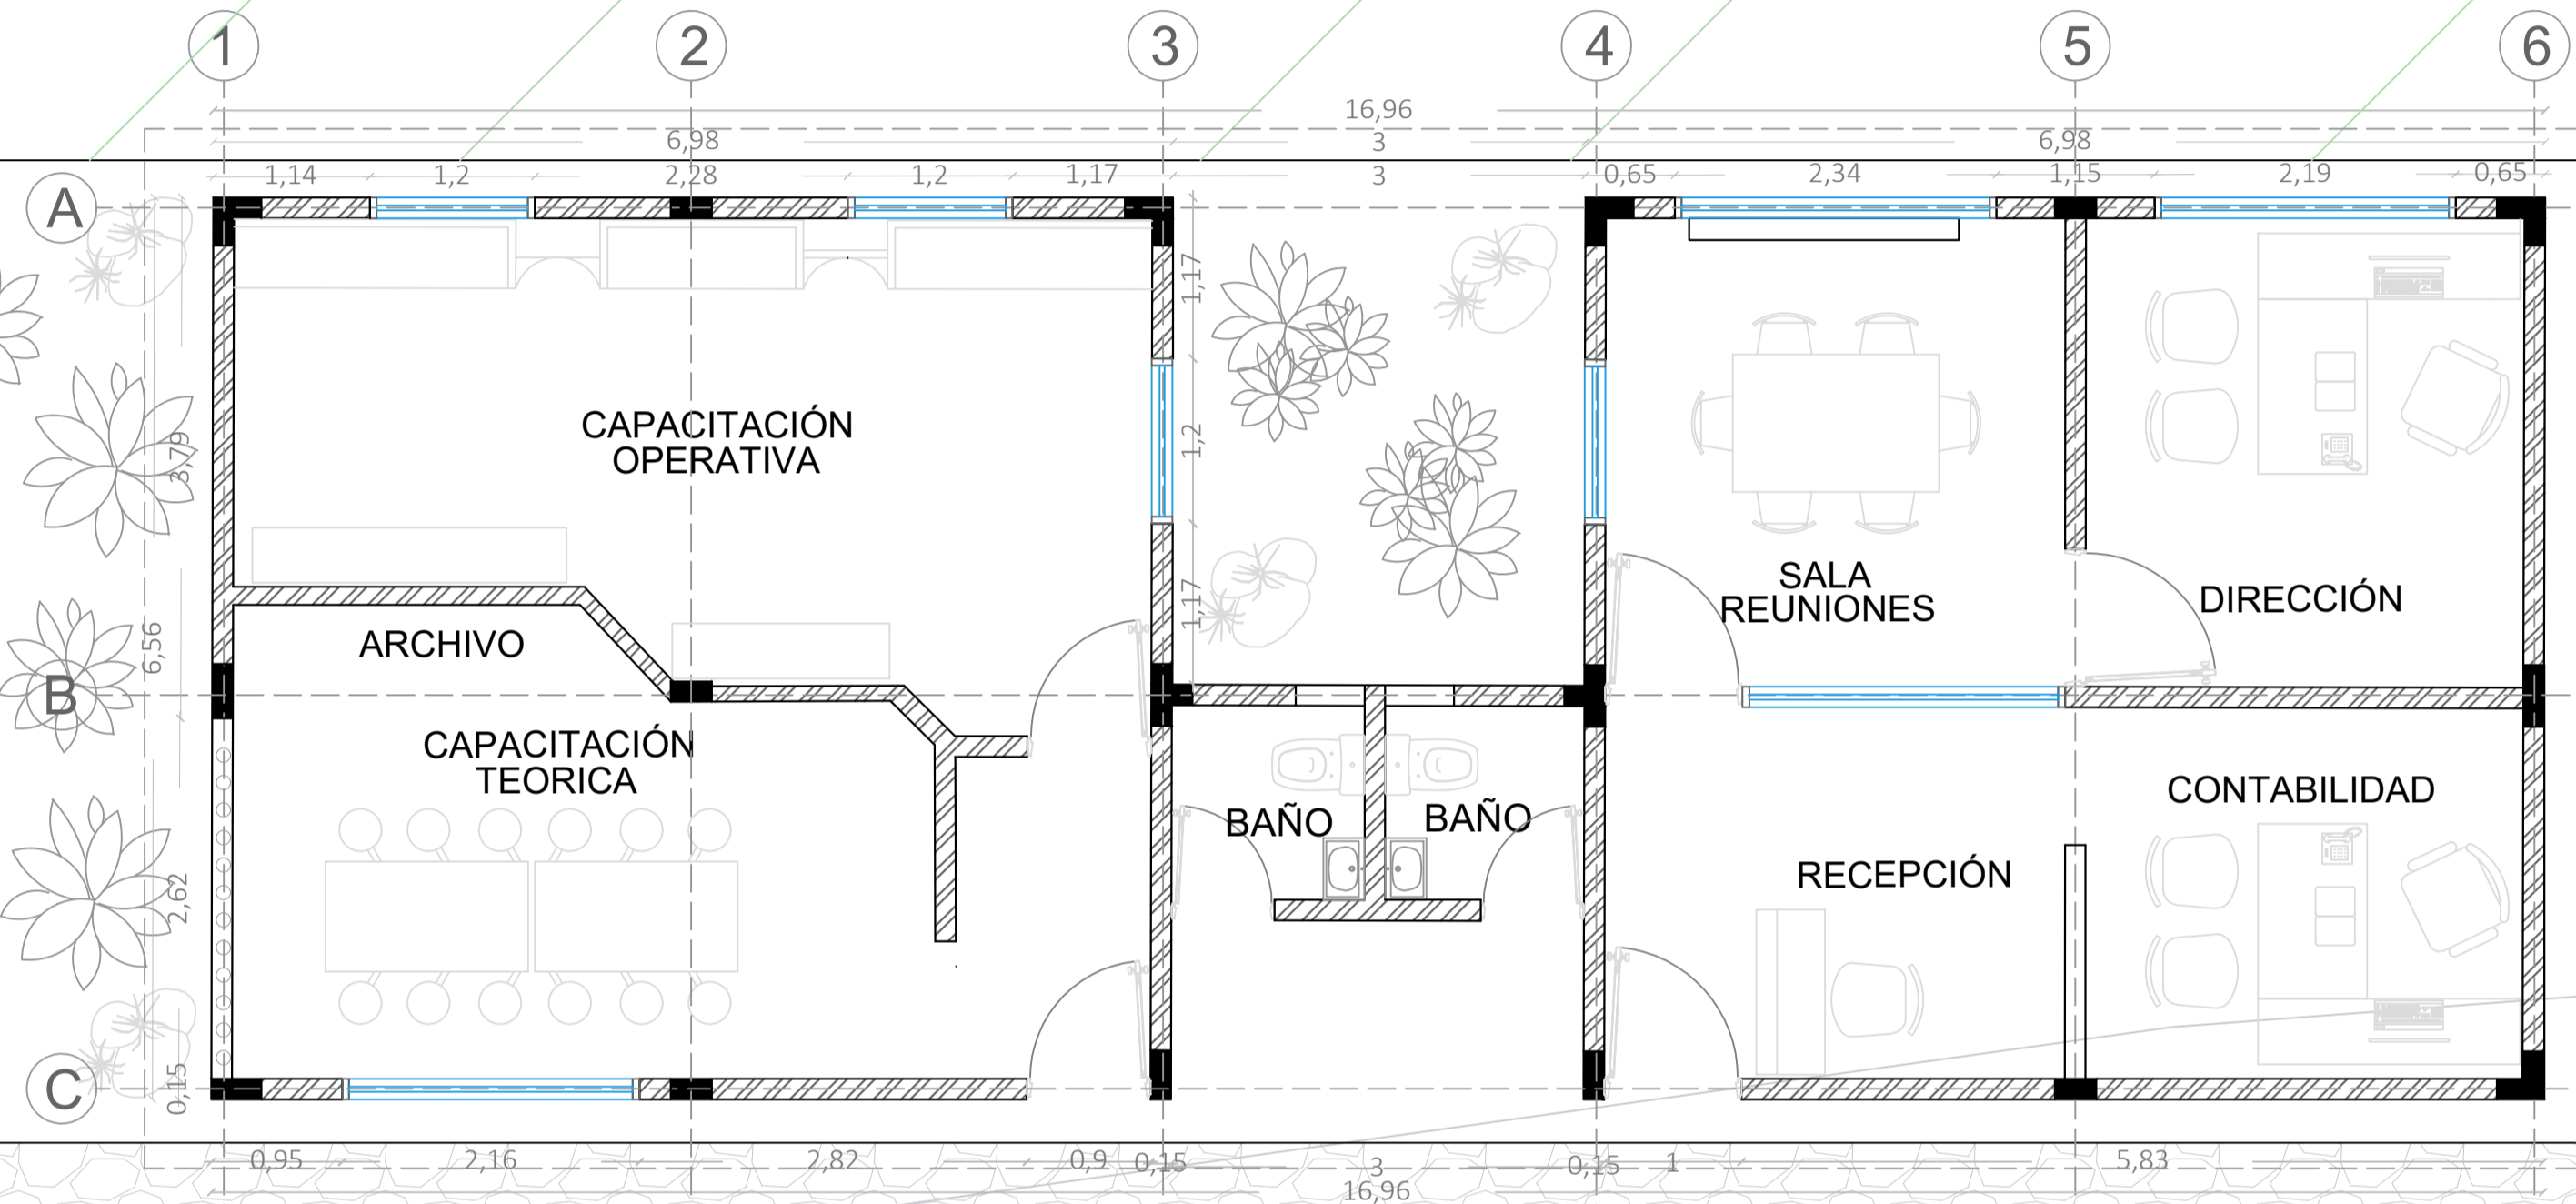 1 2 3 4 5 6
16,96
6,98 3 6,98
1,14 1,2 2,28 1,2 1,17 3 0,65 2,34 1,15 2,19 0,65
A
1,17
CAPACITACIÓN
OPERATIVA
3,79
1,2
SALA
REUNIONES
DIRECCIÓN
1,17
ARCHIVO
6,56
B
CAPACITACIÓN
TEORICA
BAÑO
BAÑO
CONTABILIDAD
RECEPCIÓN
2,62
C
0,15
0,95 2,16 2,82 0,9 0,15 3 0,15 1 5,83
16,96